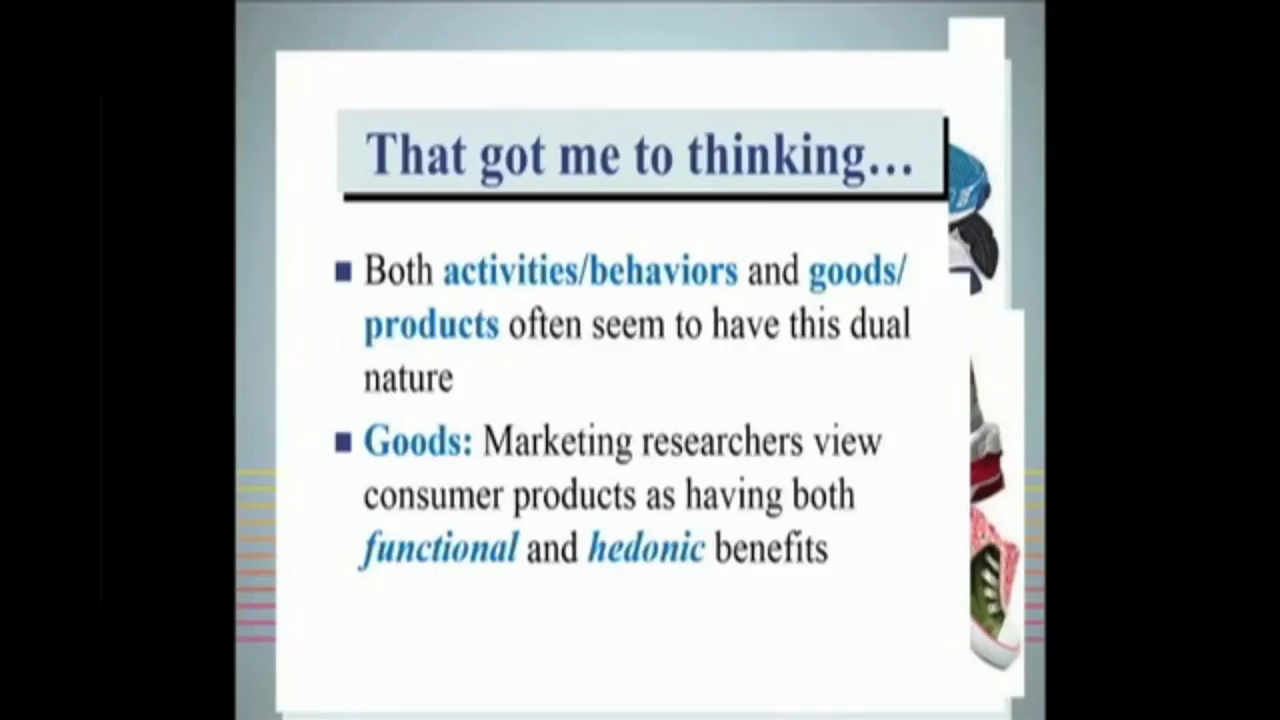 That got me to thinking...
Both activities/behaviors and goods/
products often seem to have this dual
nature
Goods: Marketing researchers view
consumer products as having both
functional and hedonic benefits